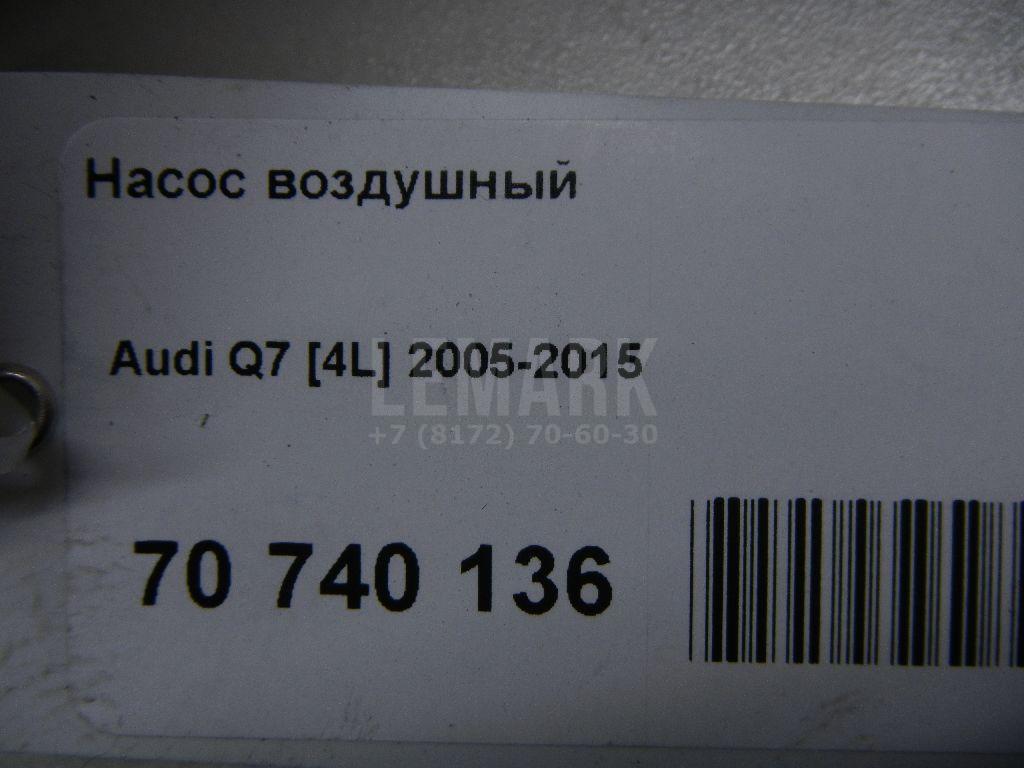 Насос воздушный
Audi Q7 [4L] 2005-2015
LEMARK
+7 (8172) 70-60-30
70 740 136